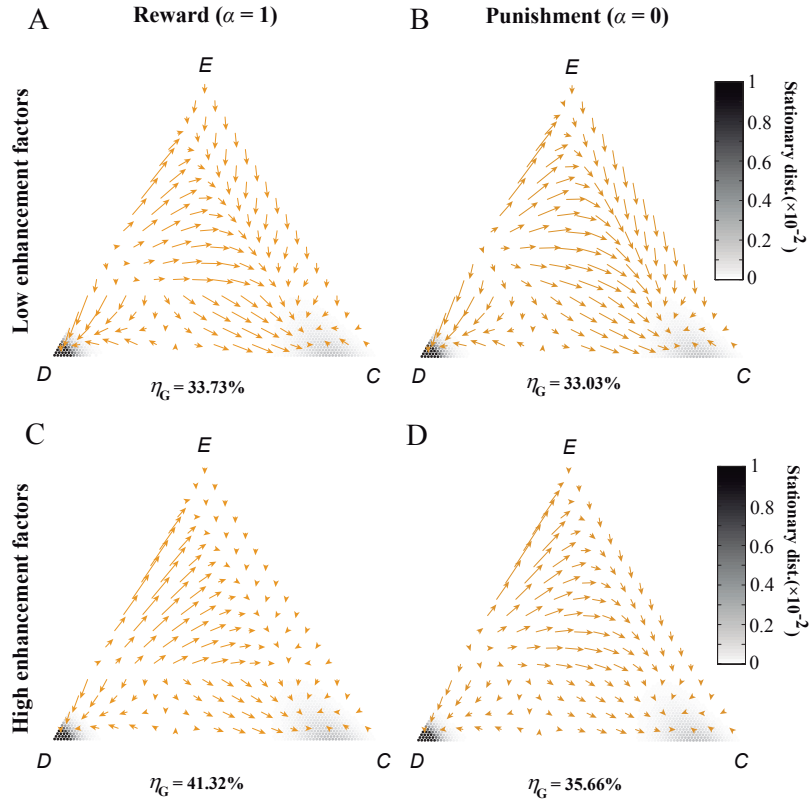 A
Reward (α = 1)
B
Punishment (α = 0)
Low enhancement factors
E
D
C
η_G = 33.73%
E
D
C
η_G = 33.03%
1
0.8
0.6
0.4
0.2
0
Stationary dist.(×10⁻²)
High enhancement factors
C
E
D
C
η_G = 41.32%
D
E
D
C
η_G = 35.66%
1
0.8
0.6
0.4
0.2
0
Stationary dist.(×10⁻²)